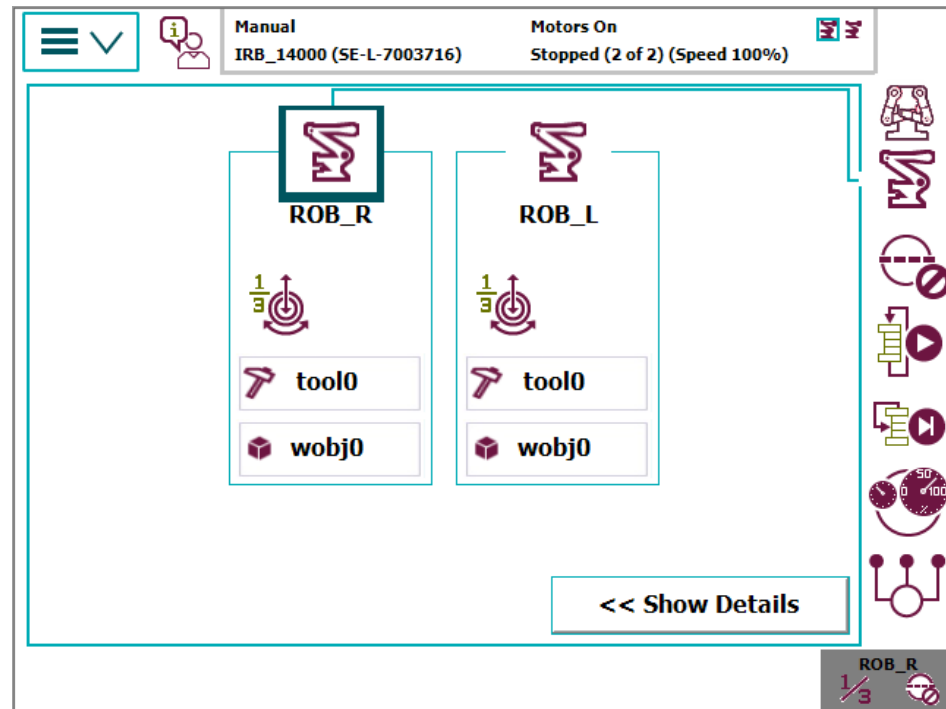 Manual
Motors On
IRB_14000 (SE-L-7003716)
Stopped (2 of 2) (Speed 100%)
ROB_R
ROB_L
1
3
1
3
tool0
tool0
wobj0
wobj0
50
0
100
%
<< Show Details
ROB_R
1/3